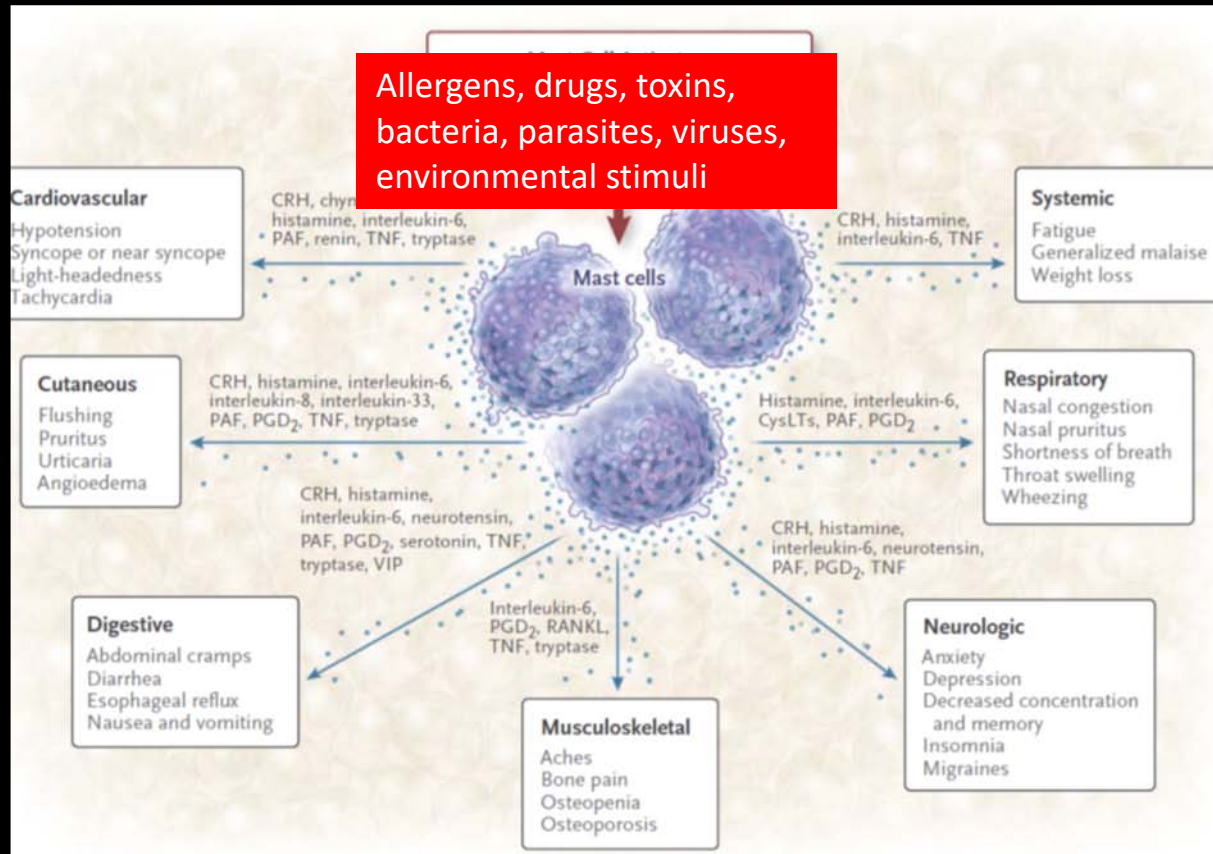 Allergens, drugs, toxins,
bacteria, parasites, viruses,
environmental stimuli
Cardiovascular
Hypotension
Syncope or near syncope
Light-headedness
Tachycardia
CRH, chym
histamine, interleukin-6,
PAF, renin, TNF, tryptase
Mast cells
CRH, histamine,
interleukin-6, TNF
Systemic
Fatigue
Generalized malaise
Weight loss
Cutaneous
Flushing
Pruritus
Urticaria
Angioedema
CRH, histamine, interleukin-6,
interleukin-8, interleukin-33,
PAF, PGD₂, TNF, tryptase
Histamine, interleukin-6,
CysLTs, PAF, PGD₂
Respiratory
Nasal congestion
Nasal pruritus
Shortness of breath
Throat swelling
Wheezing
CRH, histamine,
interleukin-6, neurotensin,
PAF, PGD₂, serotonin, TNF,
tryptase, VIP
CRH, histamine,
interleukin-6, neurotensin,
PAF, PGD₂, TNF
Digestive
Abdominal cramps
Diarrhea
Esophageal reflux
Nausea and vomiting
Interleukin-6,
PGD₂, RANKL,
TNF, tryptase
Musculoskeletal
Aches
Bone pain
Osteopenia
Osteoporosis
Neurologic
Anxiety
Depression
Decreased concentration
and memory
Insomnia
Migraines